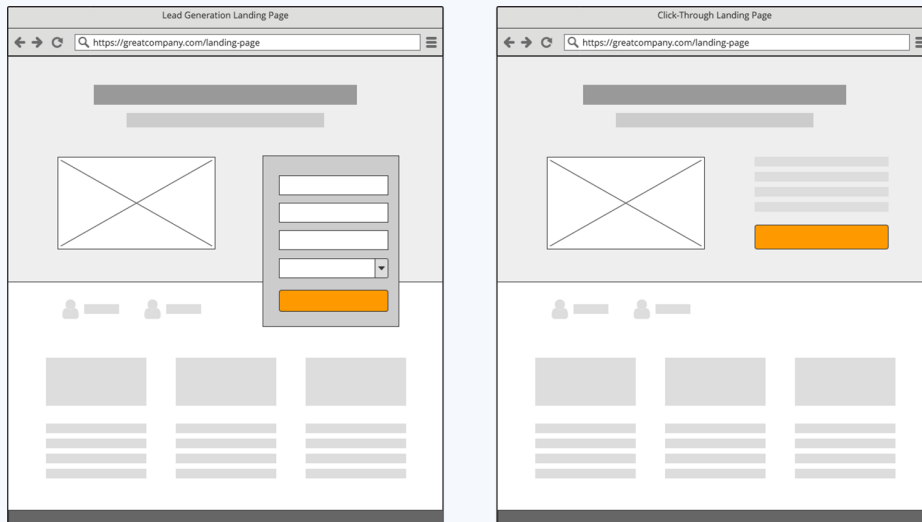 Lead Generation Landing Page
https://greatcompany.com/landing-page
Click-Through Landing Page
https://greatcompany.com/landing-page